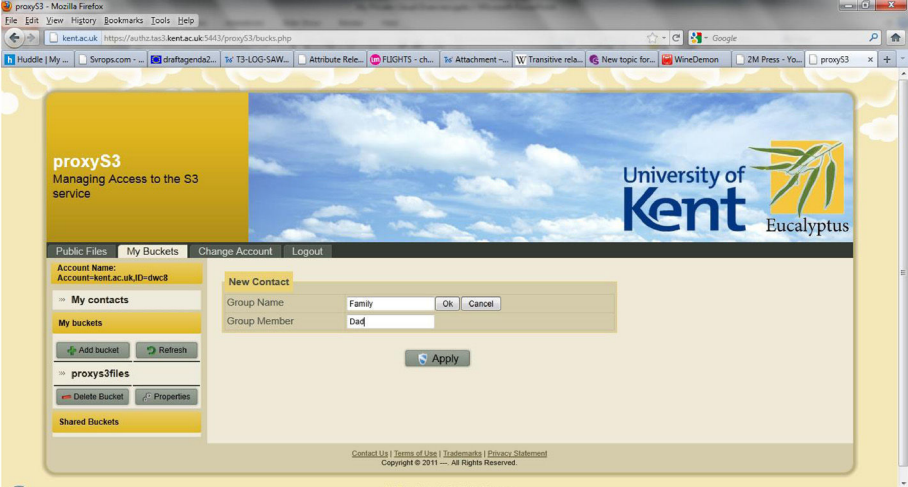 proxyS3 - Mozilla Firefox
File Edit View History Bookmarks Tools Help
kent.ac.uk https://authz.tas3.kent.ac.uk:5443/proxyS3/bucks.php
Google
Huddle | My ... Svrops.com - ... draftagenda2... T3-LOG-SAW... Attribute Rele... FLIGHTS - ch... Attachment –... Transitive rela... New topic for... WineDemon 2M Press - Yo... proxyS3
proxyS3
Managing Access to the S3
service
University of
Kent
Eucalyptus
Public Files My Buckets Change Account Logout
Account Name:
Account=kent.ac.uk,ID=dwc8
My contacts
My buckets
Add bucket Refresh
proxys3files
Delete Bucket Properties
Shared Buckets
New Contact
Group Name Family Ok Cancel
Group Member Dad
Apply
Contact Us | Terms of Use | Trademarks | Privacy Statement
Copyright © 2011 —. All Rights Reserved.